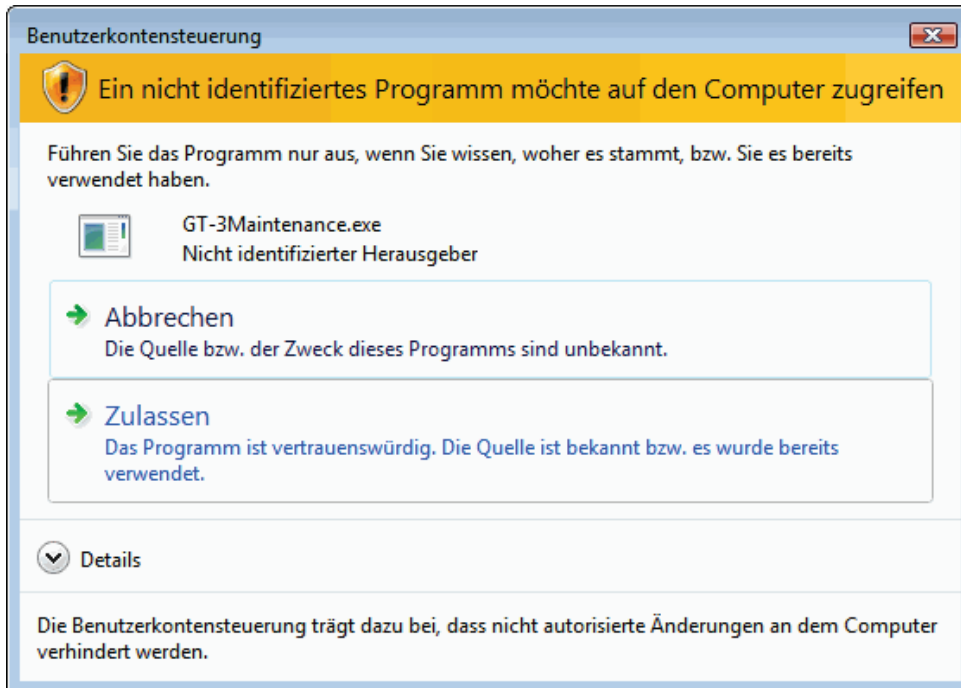 Benutzerkontensteuerung
Ein nicht identifiziertes Programm möchte auf den Computer zugreifen
Führen Sie das Programm nur aus, wenn Sie wissen, woher es stammt, bzw. Sie es bereits
verwendet haben.
GT-3Maintenance.exe
Nicht identifizierter Herausgeber
Abbrechen
Die Quelle bzw. der Zweck dieses Programms sind unbekannt.
Zulassen
Das Programm ist vertrauenswürdig. Die Quelle ist bekannt bzw. es wurde bereits
verwendet.
Details
Die Benutzerkontensteuerung trägt dazu bei, dass nicht autorisierte Änderungen an dem Computer
verhindert werden.